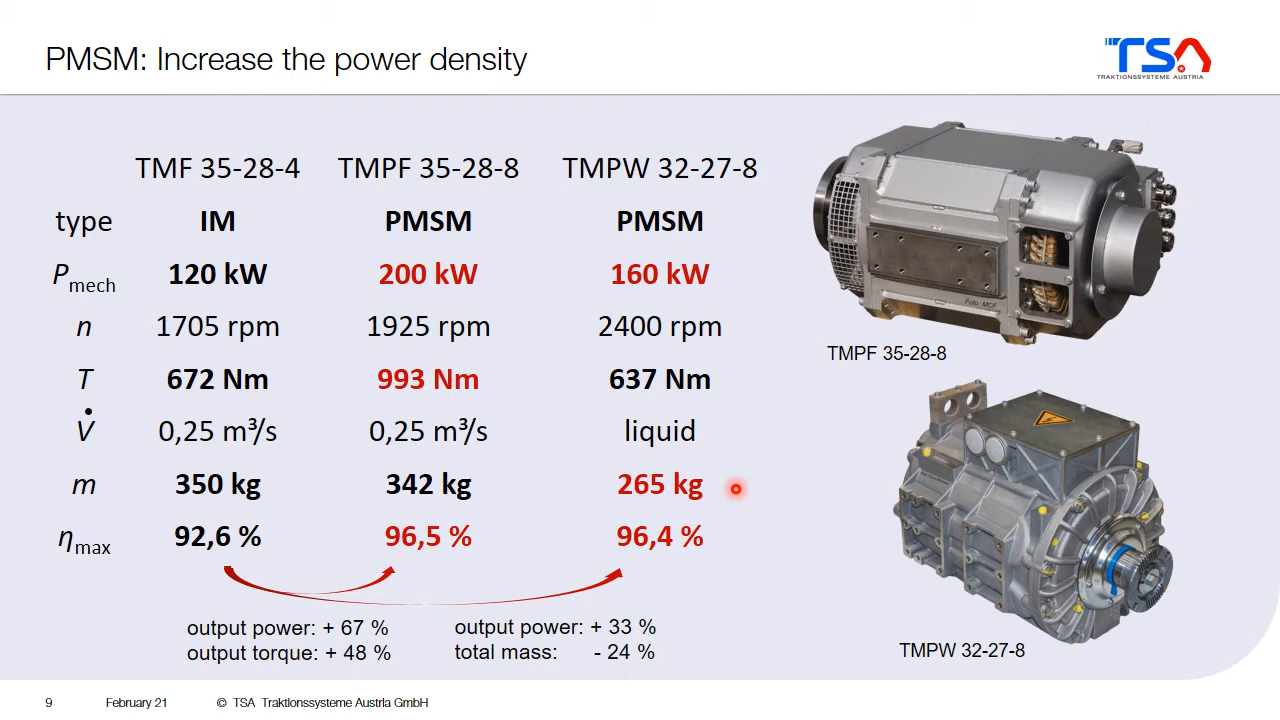 PMSM: Increase the power density
TSA
TRAKTIONSSYSTEME AUSTRIA
TMF 35-28-4 TMPF 35-28-8 TMPW 32-27-8
type IM PMSM PMSM
Pmech 120 kW 200 kW 160 kW
n 1705 rpm 1925 rpm 2400 rpm
T 672 Nm 993 Nm 637 Nm
V̇ 0,25 m³/s 0,25 m³/s liquid
m 350 kg 342 kg 265 kg
ηmax 92,6 % 96,5 % 96,4 %
output power: + 67 %
output torque: + 48 %
output power: + 33 %
total mass: - 24 %
Foto: MCF
TMPF 35-28-8
TMPW 32-27-8
9 February 21 © TSA Traktionssysteme Austria GmbH